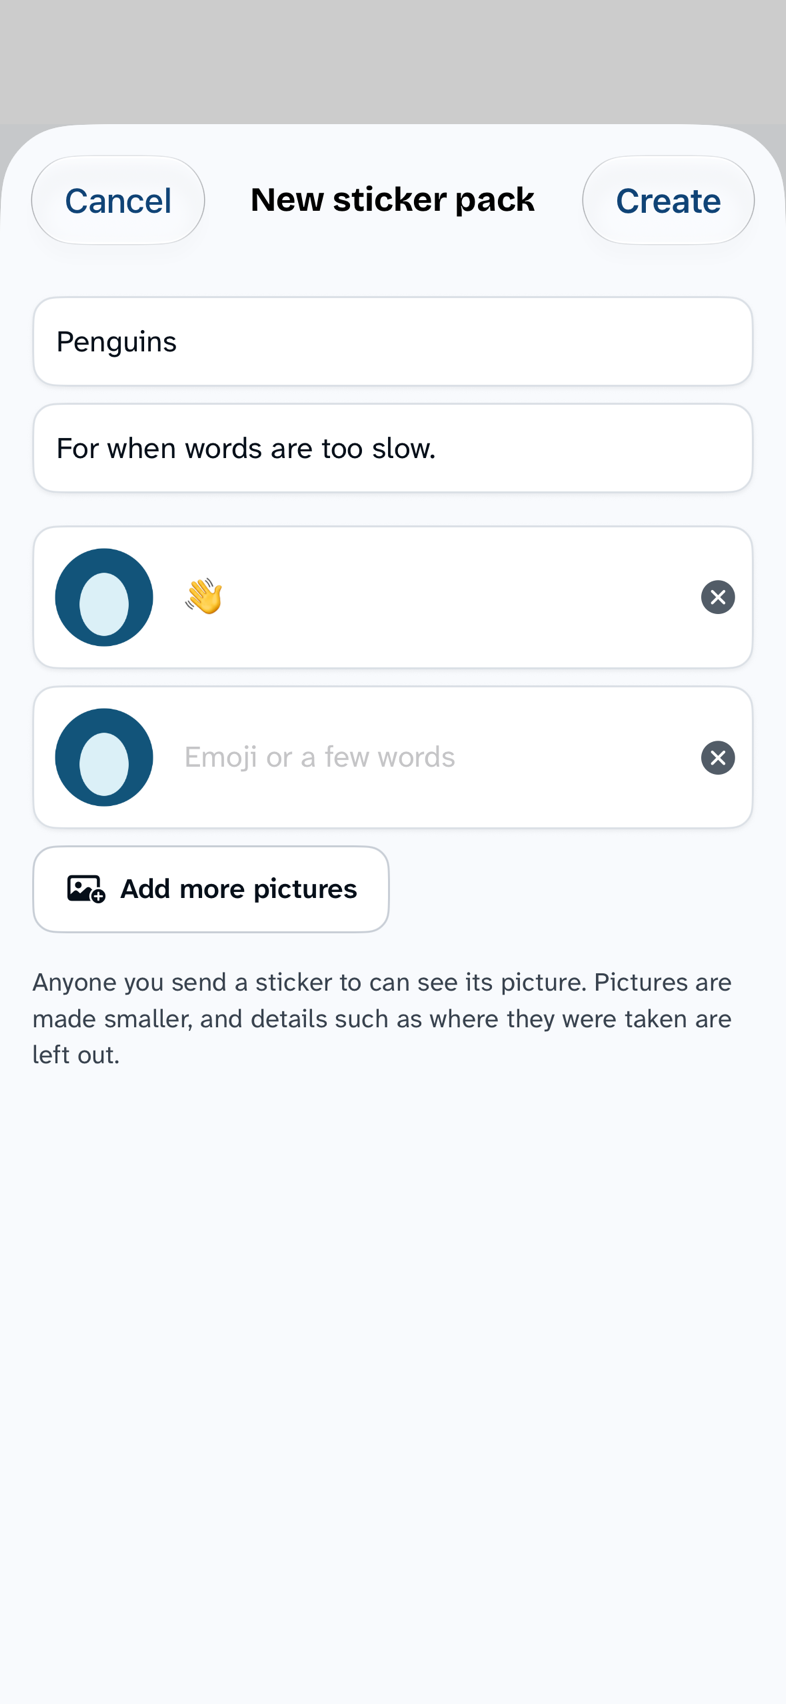 Cancel
New sticker pack
Create
Penguins
For when words are too slow.
👋
Emoji or a few words
Add more pictures
Anyone you send a sticker to can see its picture. Pictures are
made smaller, and details such as where they were taken are
left out.